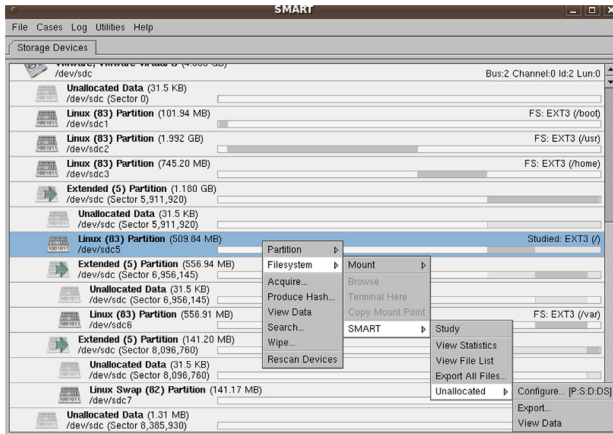 SMART
File Cases Log Utilities Help
Storage Devices
VMware, VMware Virtual S
/dev/sdc
Bus:2 Channel:0 Id:2 Lun:0
Unallocated Data (31.5 KB)
/dev/sdc (Sector 0)
Linux (83) Partition (101.94 MB)
FS: EXT3 (/boot)
/dev/sdc1
Linux (83) Partition (1.992 GB)
FS: EXT3 (/usr)
/dev/sdc2
Linux (83) Partition (745.20 MB)
FS: EXT3 (/home)
/dev/sdc3
Extended (5) Partition (1.180 GB)
/dev/sdc (Sector 5,911,920)
Unallocated Data (31.5 KB)
/dev/sdc (Sector 5,911,920)
Linux (83) Partition (509.84 MB)
Studied: EXT3 (/)
/dev/sdc5
Extended (5) Partition (556.94 MB)
/dev/sdc (Sector 6,956,145)
Unallocated Data (31.5 KB)
/dev/sdc (Sector 6,956,145)
Linux (83) Partition (556.91 MB)
FS: EXT3 (/var)
/dev/sdc6
Extended (5) Partition (141.20 MB)
/dev/sdc (Sector 8,096,760)
Unallocated Data (31.5 KB)
/dev/sdc (Sector 8,096,760)
Linux Swap (82) Partition (141.17 MB)
/dev/sdc7
Unallocated Data (1.31 MB)
/dev/sdc (Sector 8,385,930)
Partition
Filesystem
Acquire...
Produce Hash...
View Data
Search...
Wipe...
Rescan Devices
Mount
Browse
Terminal Here
Copy Mount Point
SMART
Study
View Statistics
View File List
Export All Files...
Unallocated
Configure... [P:S:D:DS]
Export...
View Data